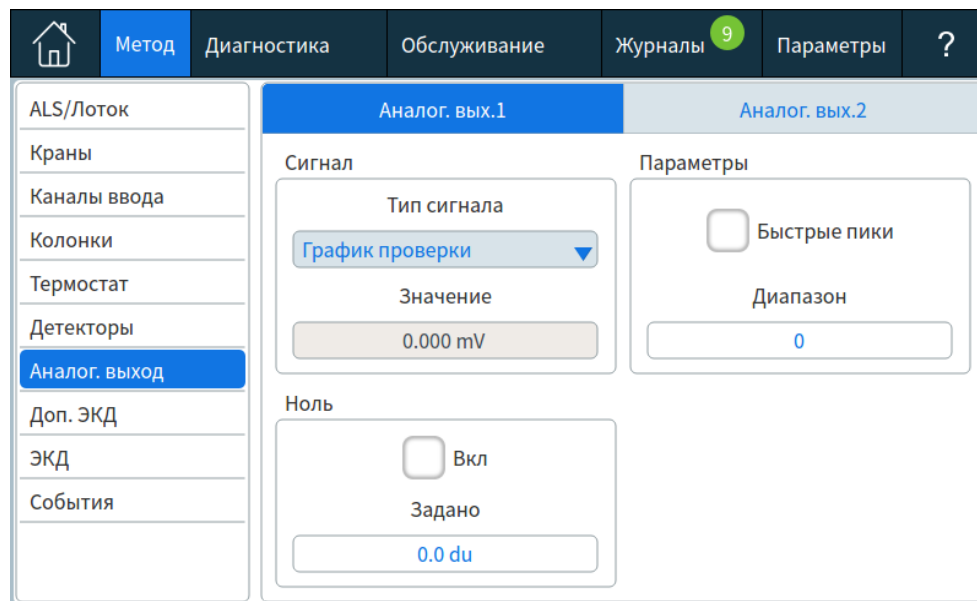 Метод
Диагностика
Обслуживание
Журналы 9
Параметры
?
ALS/Лоток
Краны
Каналы ввода
Колонки
Термостат
Детекторы
Аналог. выход
Доп. ЭКД
ЭКД
События
Аналог. вых.1
Аналог. вых.2
Сигнал
Тип сигнала
График проверки
Значение
0.000 mV
Параметры
Быстрые пики
Диапазон
0
Ноль
Вкл
Задано
0.0 du